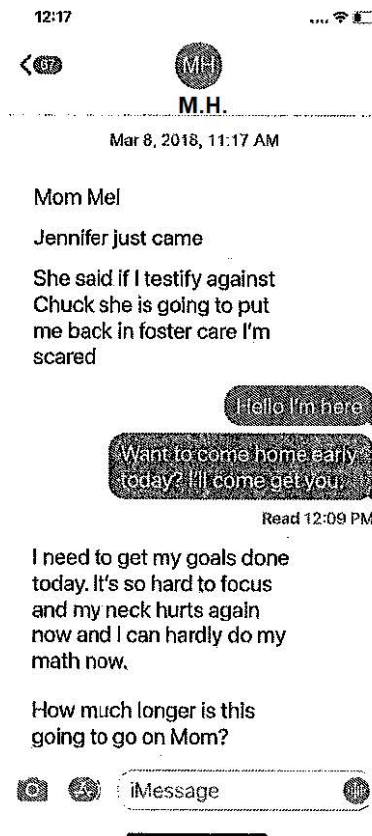 12:17
MH
M.H.
Mar 8, 2018, 11:17 AM
Mom Mel
Jennifer just came
She said if I testify against
Chuck she is going to put
me back in foster care I'm
scared
Hello I'm here
Want to come home early
today? I'll come get you.
Read 12:09 PM
I need to get my goals done
today. It's so hard to focus
and my neck hurts again
now and I can hardly do my
math now.
How much longer is this
going to go on Mom?
iMessage